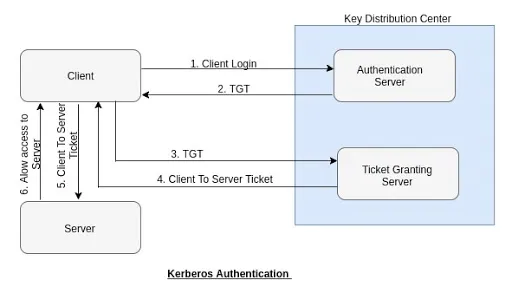 Key Distribution Center
Client
1. Client Login
Authentication
Server
2. TGT
6. Alow access to
Server
5. Client To Server
Ticket
3. TGT
4. Client To Server Ticket
Ticket Granting
Server
Server
Kerberos Authentication